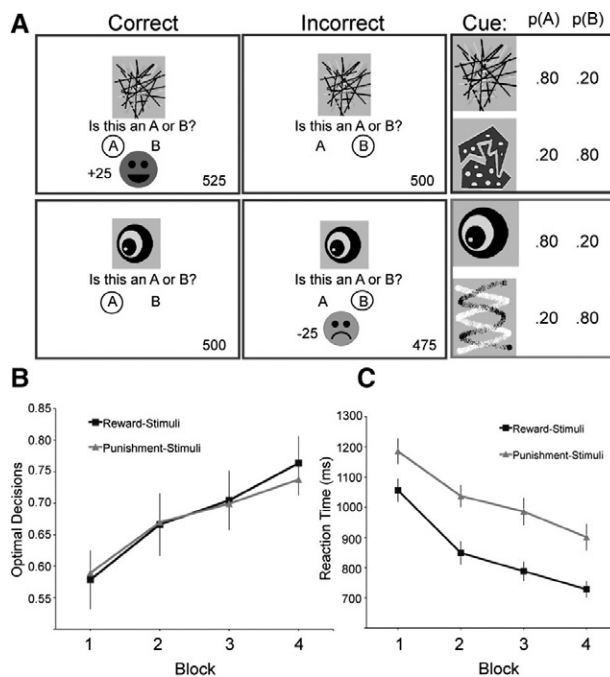 A
Correct
Incorrect
Cue: p(A) p(B)
Is this an A or B?
A B
+25
525
Is this an A or B?
A B
500
.80 .20
.20 .80
Is this an A or B?
A B
500
Is this an A or B?
A B
-25
475
.80 .20
.20 .80
B
Optimal Decisions
0.85
0.80
0.75
0.70
0.65
0.60
0.55
Reward-Stimuli
Punishment-Stimuli
1 2 3 4
Block
C
Reaction Time (ms)
1300
1200
1100
1000
900
800
700
Reward-Stimuli
Punishment-Stimuli
1 2 3 4
Block